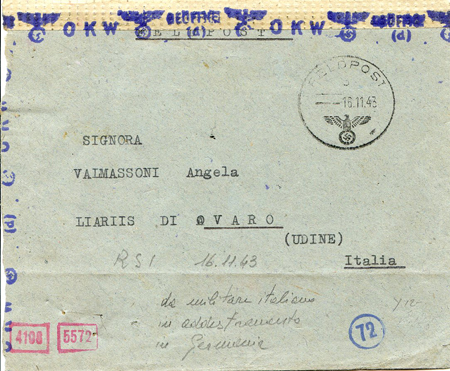 OKW GEÖFFNET (d) OKW
FELDPOST
FELDPOST
16.11.43
SIGNORA
VALMASSONI Angela
LIARIIS DI OVARO
(UDINE)
Italia
RSI 16.11.43
da militare italiano
in addestramento
in Germania
4108 5572
72